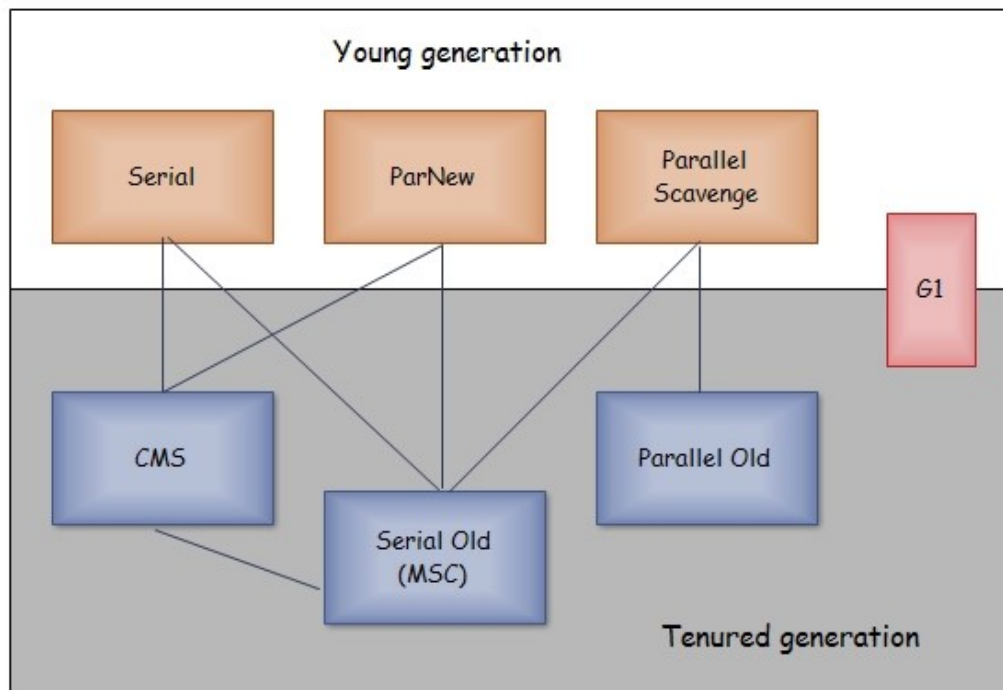 Young generation
Serial
ParNew
Parallel
Scavenge
G1
CMS
Parallel Old
Serial Old
(MSC)
Tenured generation